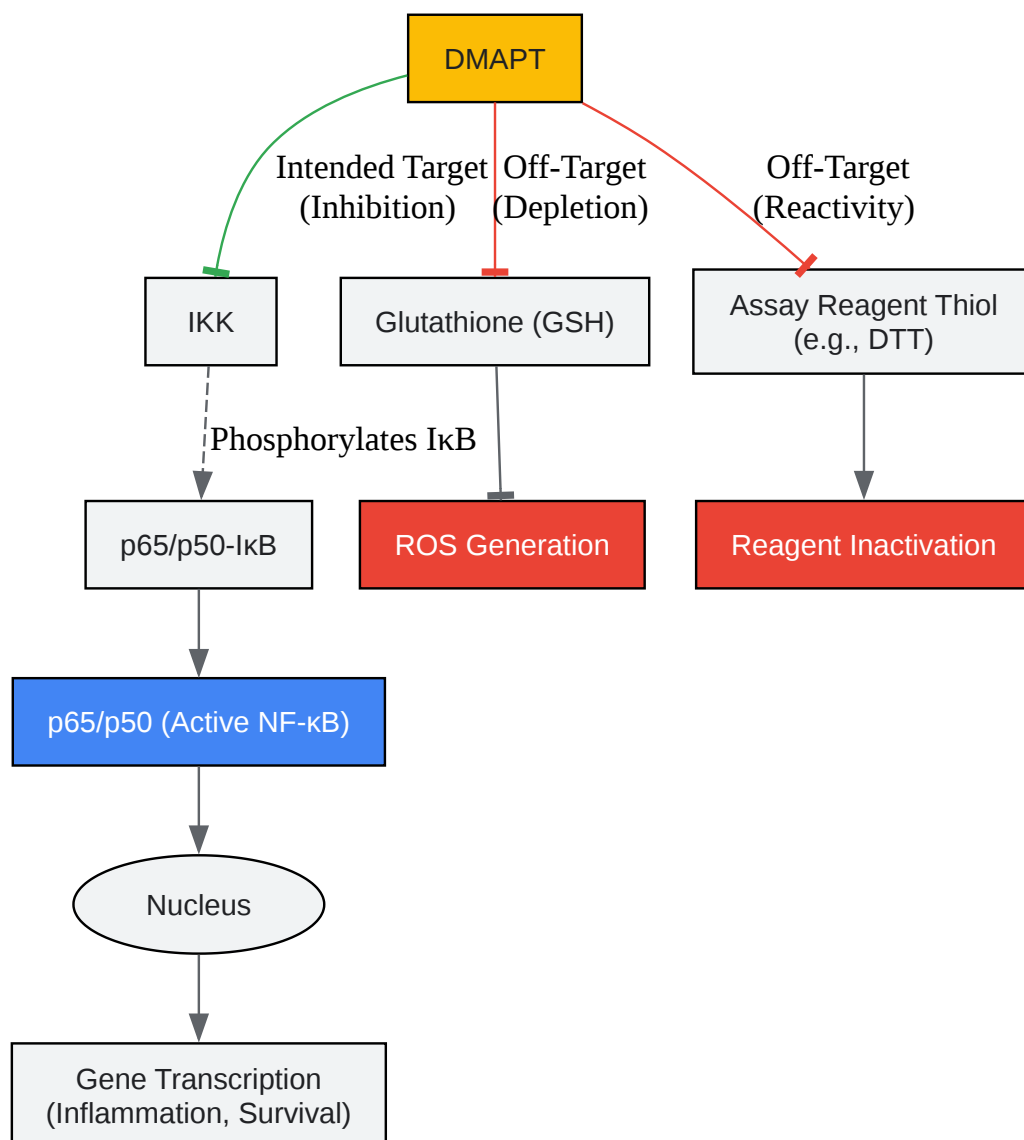 DMAPT
Intended Target
(Inhibition)
Off-Target
(Depletion)
Off-Target
(Reactivity)
IKK
Glutathione (GSH)
Assay Reagent Thiol
(e.g., DTT)
Phosphorylates IκB
p65/p50-IκB
ROS Generation
Reagent Inactivation
p65/p50 (Active NF-κB)
Nucleus
Gene Transcription
(Inflammation, Survival)